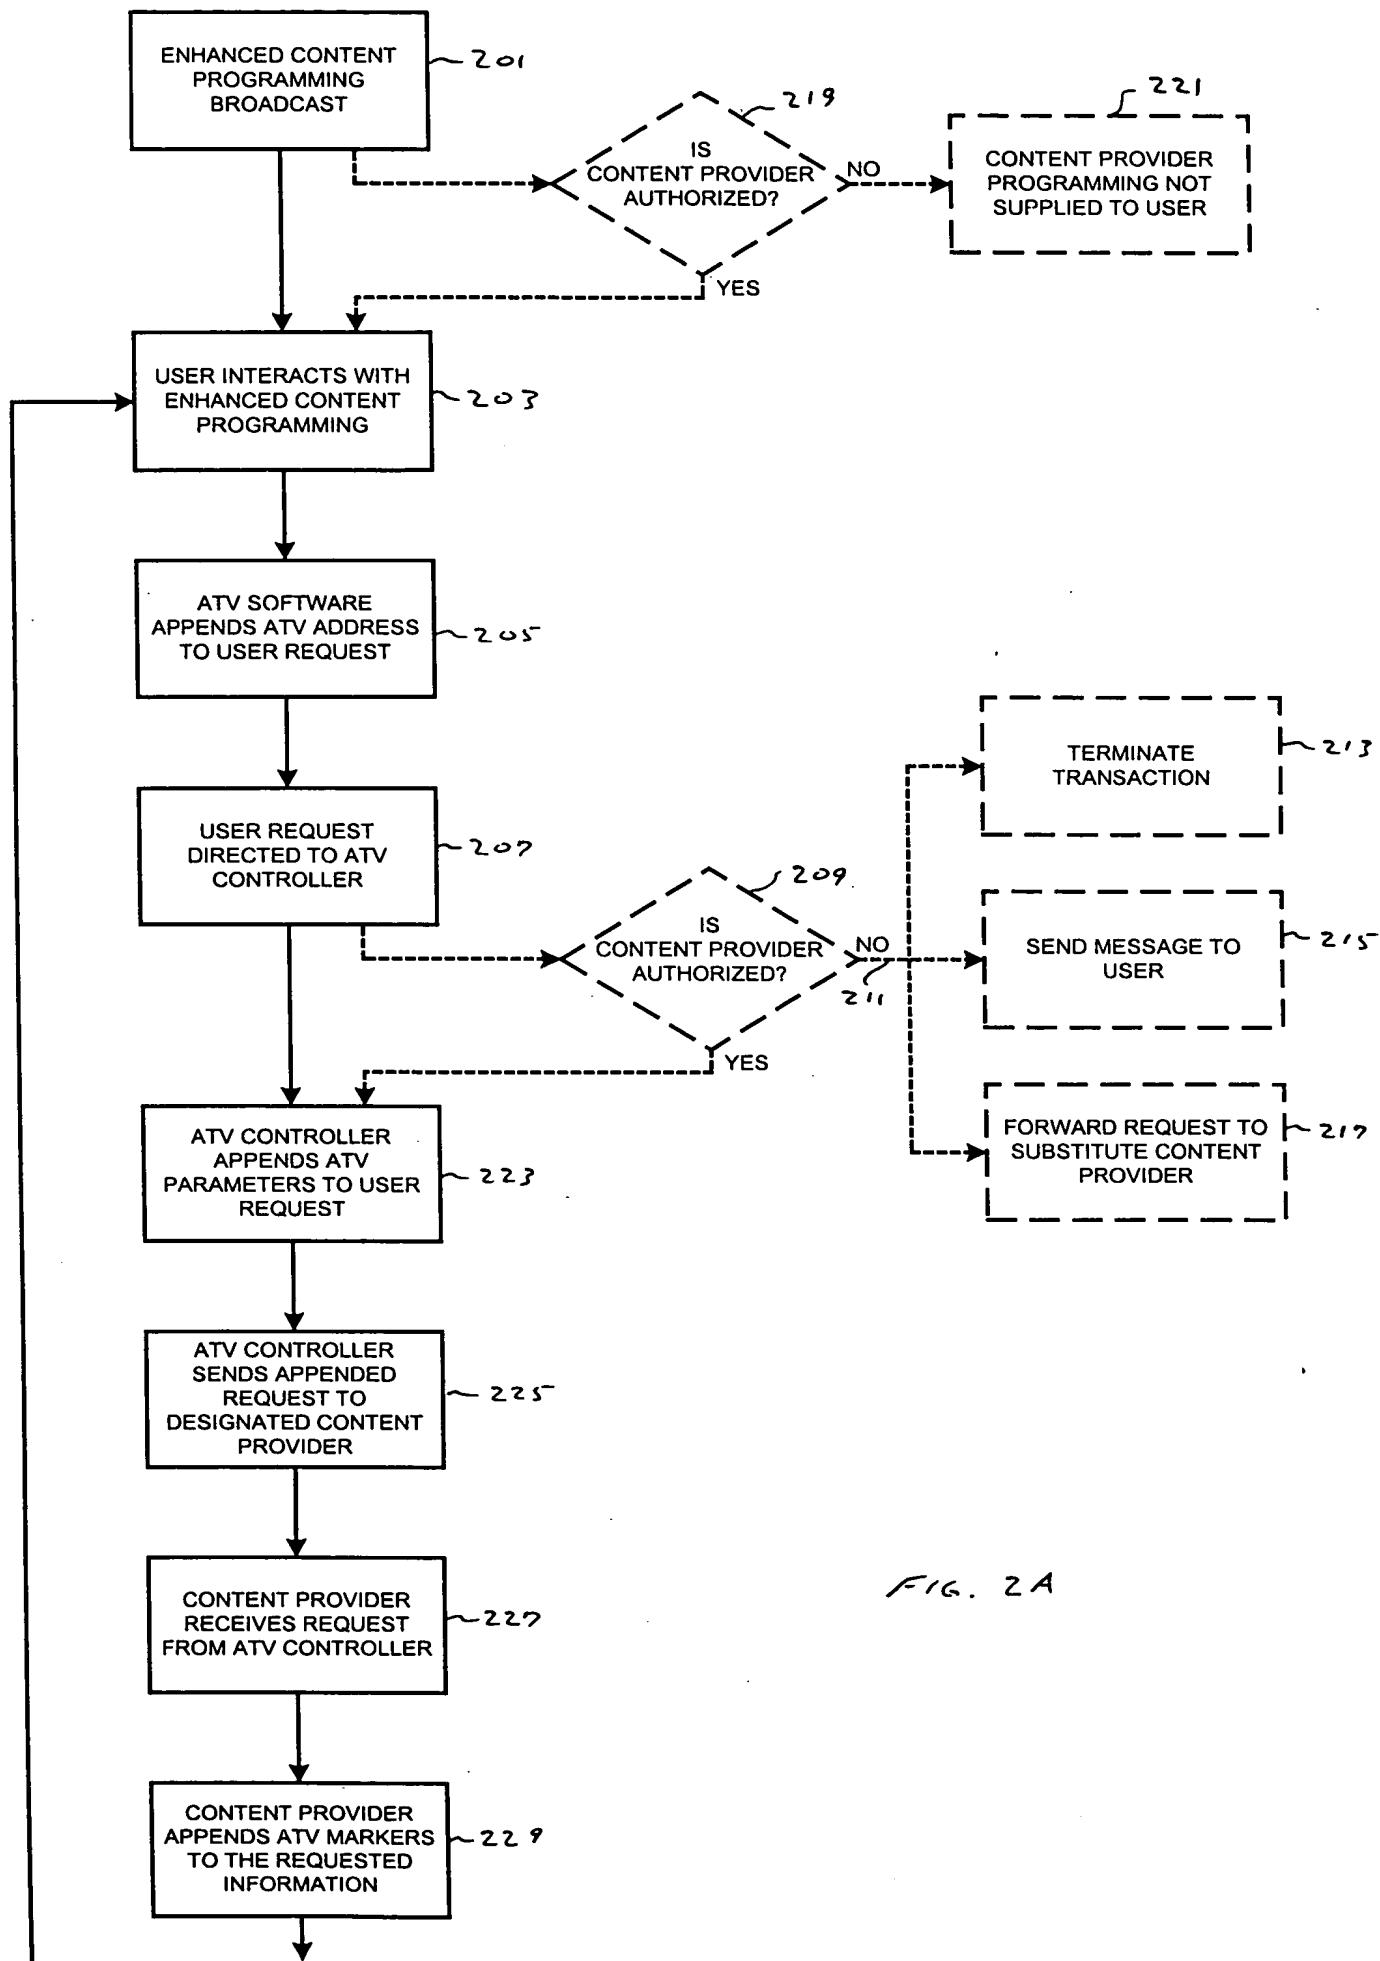 ENHANCED CONTENT
PROGRAMMING
BROADCAST
201
219
221
IS
CONTENT PROVIDER
AUTHORIZED?
NO
CONTENT PROVIDER
PROGRAMMING NOT
SUPPLIED TO USER
YES
USER INTERACTS WITH
ENHANCED CONTENT
PROGRAMMING
203
ATV SOFTWARE
APPENDS ATV ADDRESS
TO USER REQUEST
205
TERMINATE
TRANSACTION
213
USER REQUEST
DIRECTED TO ATV
CONTROLLER
207
209
IS
CONTENT PROVIDER
AUTHORIZED?
NO
211
SEND MESSAGE TO
USER
215
YES
FORWARD REQUEST TO
SUBSTITUTE CONTENT
PROVIDER
217
ATV CONTROLLER
APPENDS ATV
PARAMETERS TO USER
REQUEST
223
ATV CONTROLLER
SENDS APPENDED
REQUEST TO
DESIGNATED CONTENT
PROVIDER
225
CONTENT PROVIDER
RECEIVES REQUEST
FROM ATV CONTROLLER
227
FIG. 2A
CONTENT PROVIDER
APPENDS ATV MARKERS
TO THE REQUESTED
INFORMATION
229